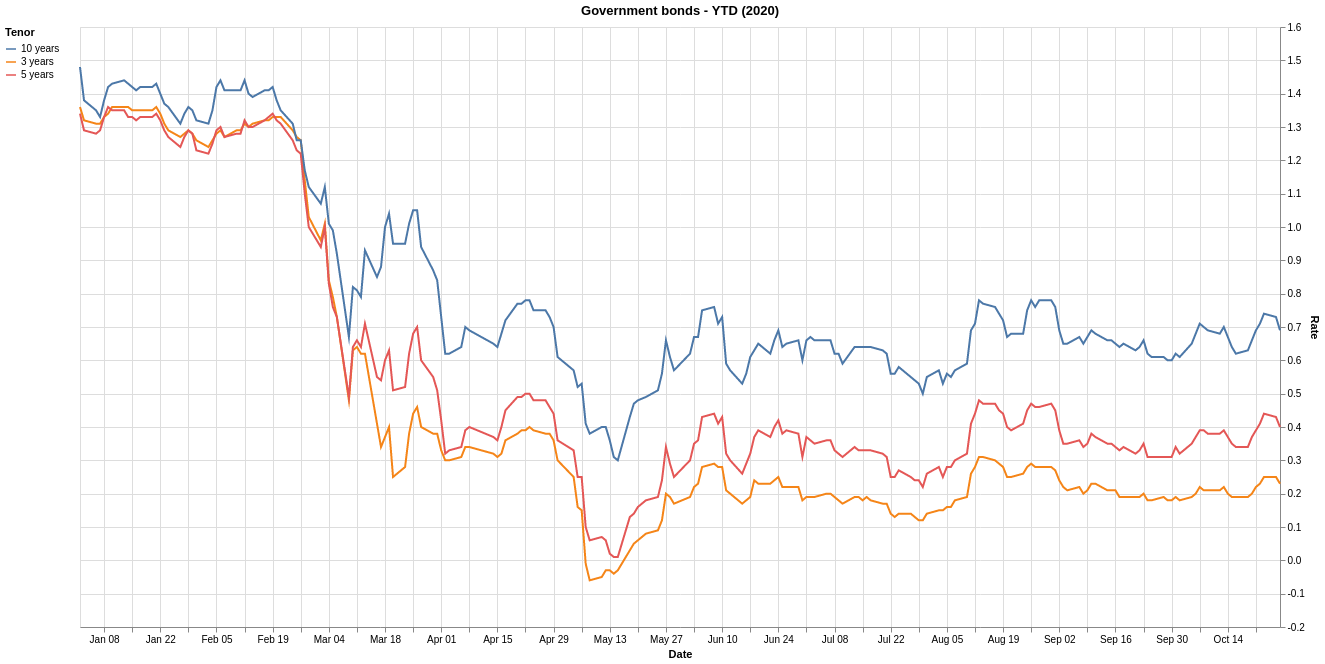 Government bonds - YTD (2020)
Tenor
10 years
3 years
5 years
1.6
1.5
1.4
1.3
1.2
1.1
1.0
0.9
0.8
0.7
0.6
0.5
0.4
0.3
0.2
0.1
0.0
-0.1
-0.2
Rate
Jan 08 Jan 22 Feb 05 Feb 19 Mar 04 Mar 18 Apr 01 Apr 15 Apr 29 May 13 May 27 Jun 10 Jun 24 Jul 08 Jul 22 Aug 05 Aug 19 Sep 02 Sep 16 Sep 30 Oct 14
Date